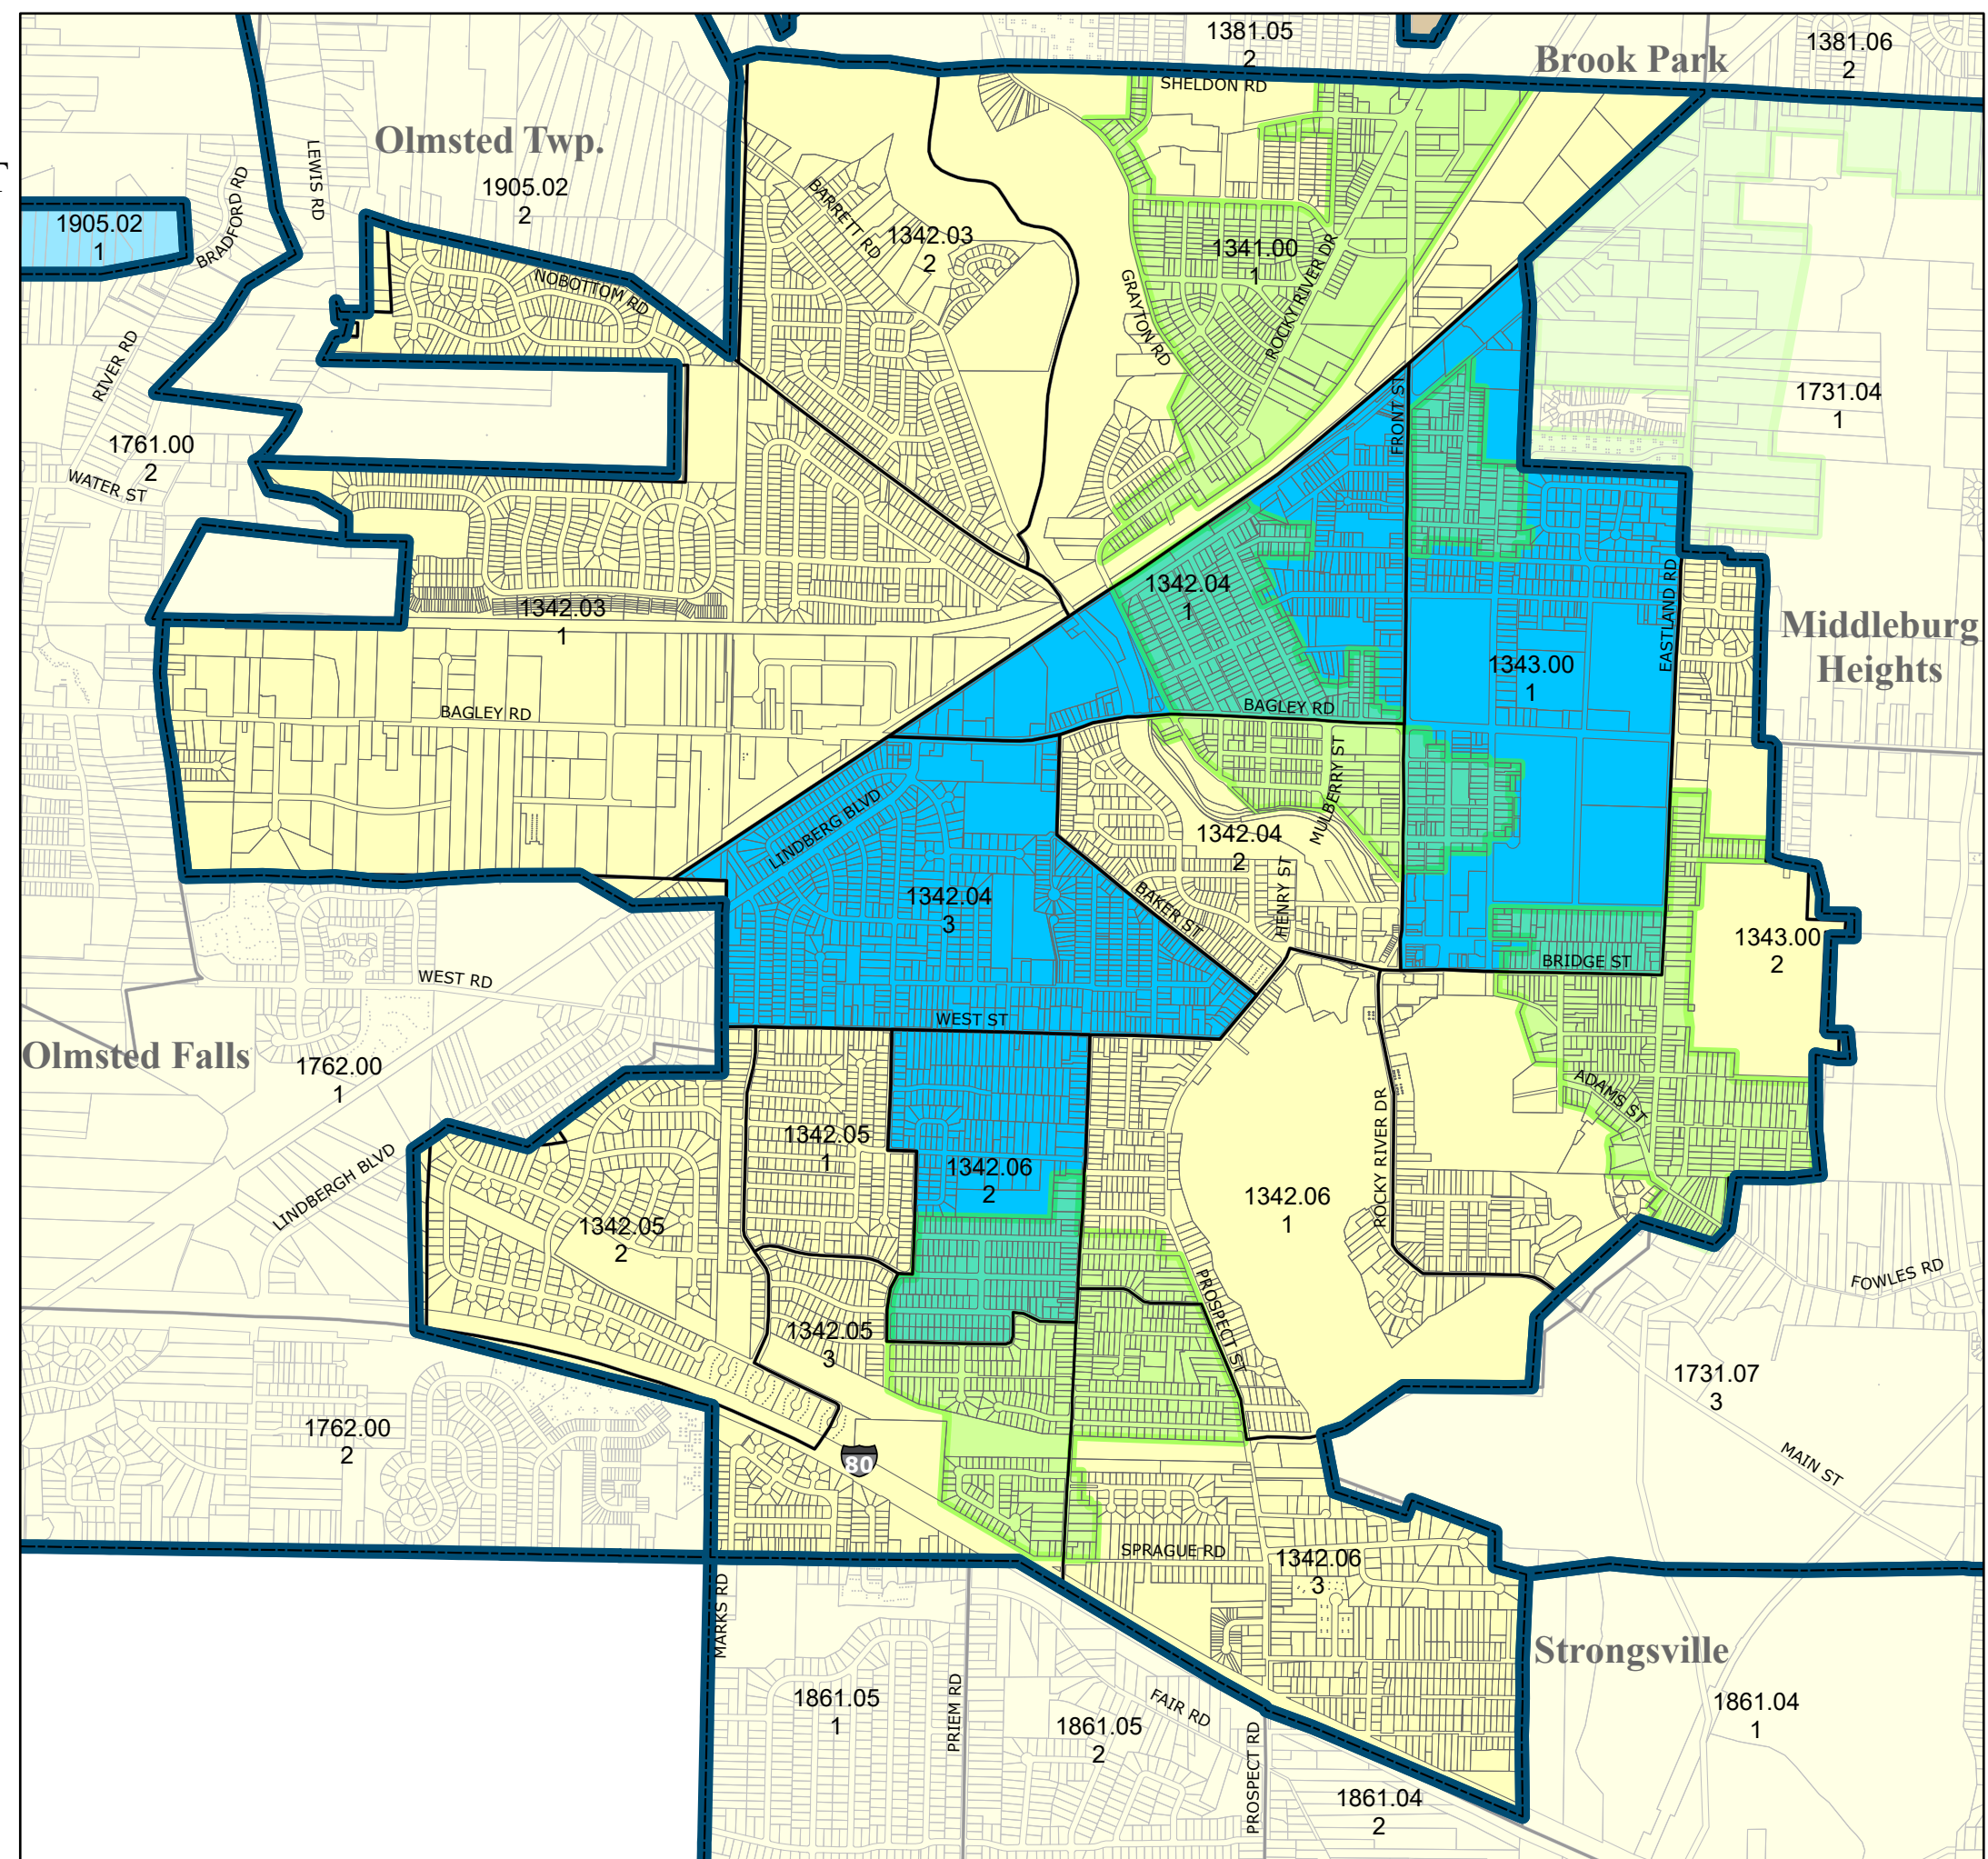 1381.05
2
Brook Park
1381.06
2
SHELDON RD
Olmsted Twp.
1905.02
2
LEWIS RD
BRADFORD RD
1905.02
1
BARRETT RD
1342.03
2
1341.00
1
GRAYTON RD
ROCKY RIVER DR
NOBOTTOM RD
RIVER RD
1761.00
2
WATER ST
FRONT ST
1731.04
1
1342.04
1
1342.03
1
EASTLAND RD
Middleburg
Heights
1343.00
1
BAGLEY RD
BAGLEY RD
MULBERRY ST
LINDBERG BLVD
1342.04
2
HENRY ST
BAKER ST
1342.04
3
1343.00
2
BRIDGE ST
WEST RD
WEST ST
Olmsted Falls
1762.00
1
ADAMS ST
1342.05
1
1342.06
2
1342.06
1
ROCKY RIVER DR
LINDBERGH BLVD
1342.05
2
PROSPECT ST
FOWLES RD
1342.05
3
1731.07
3
1762.00
2
80
MAIN ST
SPRAGUE RD
1342.06
3
MARKS RD
Strongsville
1861.05
1
PRIEM RD
FAIR RD
1861.05
2
PROSPECT RD
1861.04
1
1861.04
2